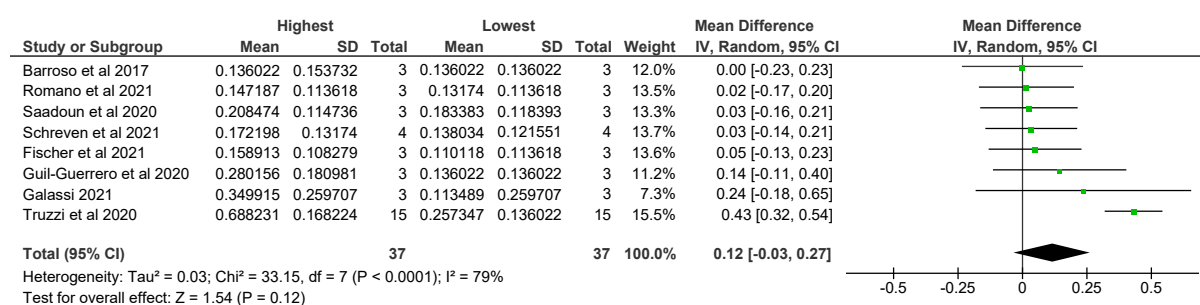 Highest Lowest Mean Difference Mean Difference
Study or Subgroup Mean SD Total Mean SD Total Weight IV, Random, 95% CI IV, Random, 95% CI
Barroso et al 2017 0.136022 0.153732 3 0.136022 0.136022 3 12.0% 0.00 [-0.23, 0.23]
Romano et al 2021 0.147187 0.113618 3 0.13174 0.113618 3 13.5% 0.02 [-0.17, 0.20]
Saadoun et al 2020 0.208474 0.114736 3 0.183383 0.118393 3 13.3% 0.03 [-0.16, 0.21]
Schreven et al 2021 0.172198 0.13174 4 0.138034 0.121551 4 13.7% 0.03 [-0.14, 0.21]
Fischer et al 2021 0.158913 0.108279 3 0.110118 0.113618 3 13.6% 0.05 [-0.13, 0.23]
Guil-Guerrero et al 2020 0.280156 0.180981 3 0.136022 0.136022 3 11.2% 0.14 [-0.11, 0.40]
Galassi 2021 0.349915 0.259707 3 0.113489 0.259707 3 7.3% 0.24 [-0.18, 0.65]
Truzzi et al 2020 0.688231 0.168224 15 0.257347 0.136022 15 15.5% 0.43 [0.32, 0.54]
Total (95% CI) 37 37 100.0% 0.12 [-0.03, 0.27]
Heterogeneity: Tau² = 0.03; Chi² = 33.15, df = 7 (P < 0.0001); I² = 79%
Test for overall effect: Z = 1.54 (P = 0.12)
-0.5 -0.25 0 0.25 0.5